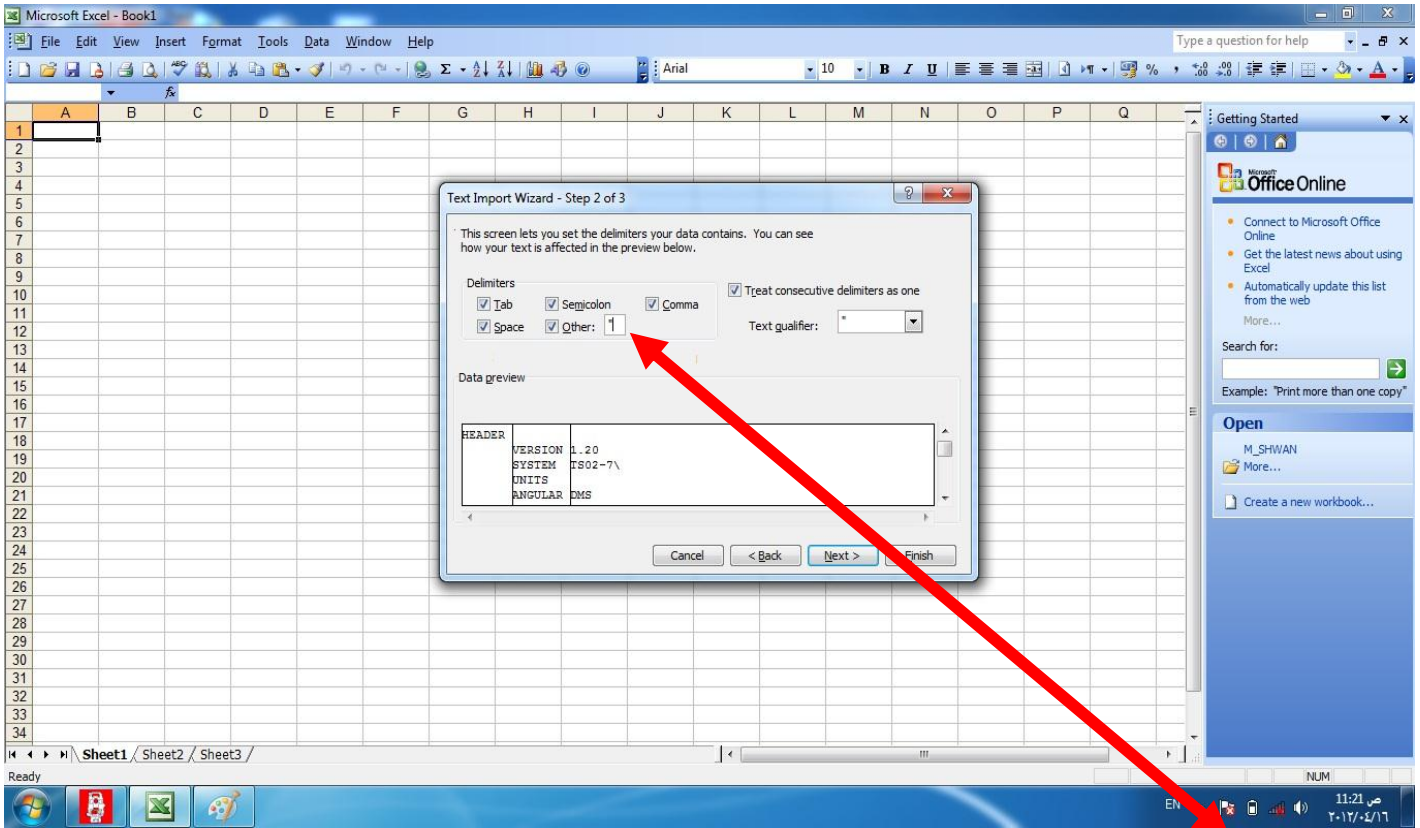 Microsoft Excel - Book1
File Edit View Insert Format Tools Data Window Help
Type a question for help
Arial 10 B I U
fx
A B C D E F G H I J K L M N O P Q
1
2
3
4
5
6
7
8
9
10
11
12
13
14
15
16
17
18
19
20
21
22
23
24
25
26
27
28
29
30
31
32
33
34
Text Import Wizard - Step 2 of 3
This screen lets you set the delimiters your data contains. You can see
how your text is affected in the preview below.
Delimiters
Tab Semicolon Comma
Space Other: "
Treat consecutive delimiters as one
Text qualifier: "
Data preview
HEADER
VERSION 1.20
SYSTEM TS02-7\
UNITS
ANGULAR DMS
Cancel < Back Next > Finish
Getting Started
Microsoft
Office Online
Connect to Microsoft Office
Online
Get the latest news about using
Excel
Automatically update this list
from the web
More...
Search for:
Example: "Print more than one copy"
Open
M_SHWAN
More...
Create a new workbook...
Sheet1 Sheet2 Sheet3
Ready
NUM
EN
11:21 ص
٢٠١٢/٠٤/١٦